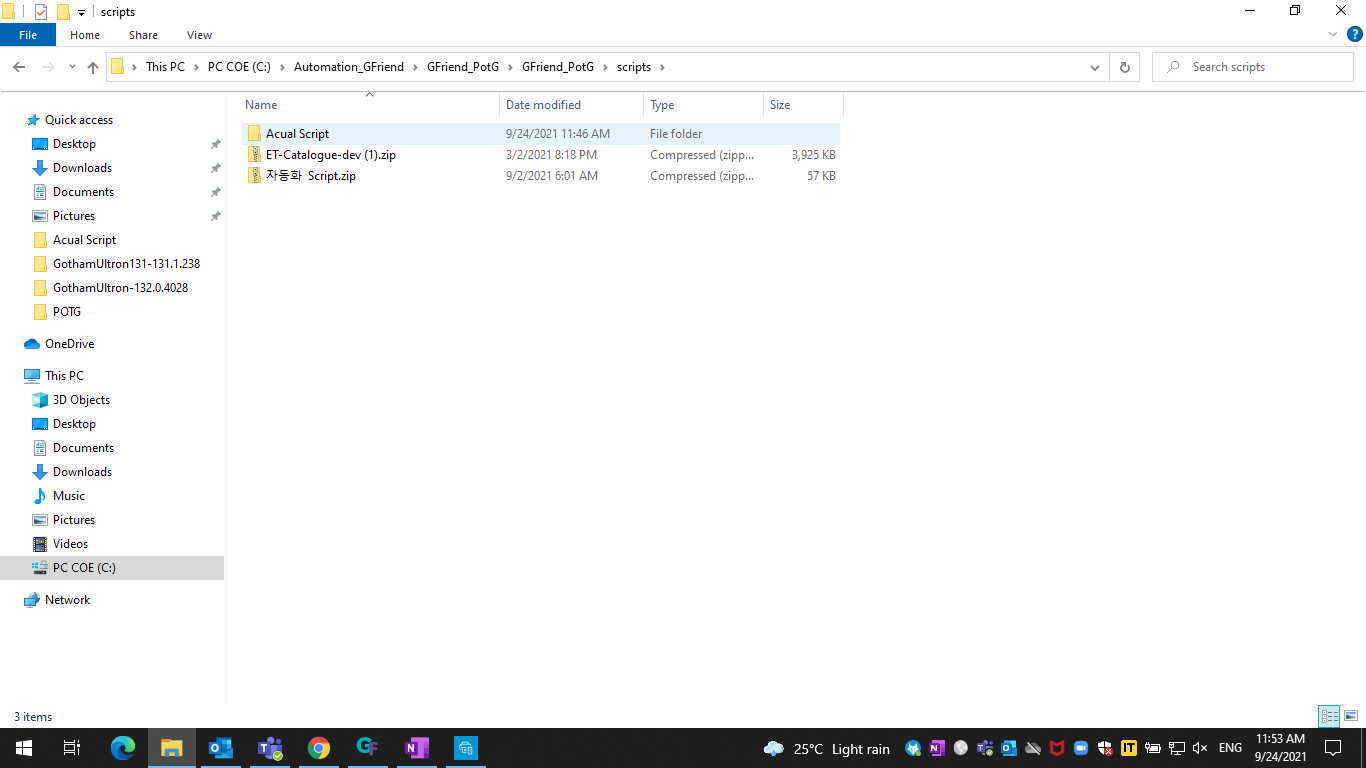 scripts
File Home Share View
This PC PC COE (C:) Automation_GFriend GFriend_PotG GFriend_PotG scripts Search scripts
Name Date modified Type Size
Quick access
Desktop
Downloads
Documents
Pictures
Acual Script
GothamUltron131-131.1.238
GothamUltron-132.0.4028
POTG
OneDrive
This PC
3D Objects
Desktop
Documents
Downloads
Music
Pictures
Videos
PC COE (C:)
Network
Acual Script 9/24/2021 11:46 AM File folder
ET-Catalogue-dev (1).zip 3/2/2021 8:18 PM Compressed (zipp... 3,925 KB
자동화 Script.zip 9/2/2021 6:01 AM Compressed (zipp... 57 KB
3 items
25°C Light rain IT ENG 11:53 AM
9/24/2021